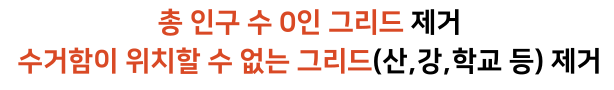 총 인구 수 0인 그리드 제거
수거함이 위치할 수 없는 그리드(산,강,학교 등) 제거